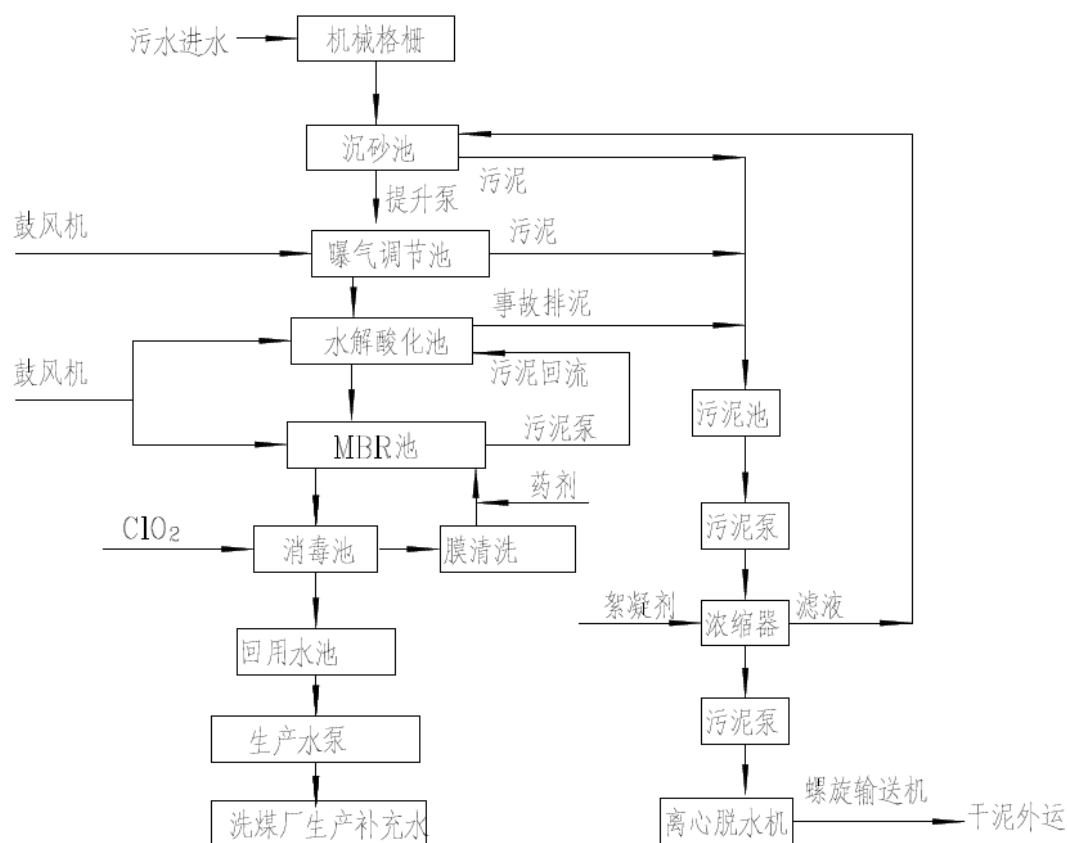 污水进水
机械格栅
沉砂池
污泥
提升泵
鼓风机
曝气调节池
污泥
事故排泥
水解酸化池
鼓风机
污泥回流
污泥池
MBR池
污泥泵
药剂
ClO₂
消毒池
膜清洗
污泥泵
絮凝剂
浓缩器
滤液
回用水池
污泥泵
生产水泵
螺旋输送机
洗煤厂生产补充水
离心脱水机
干泥外运